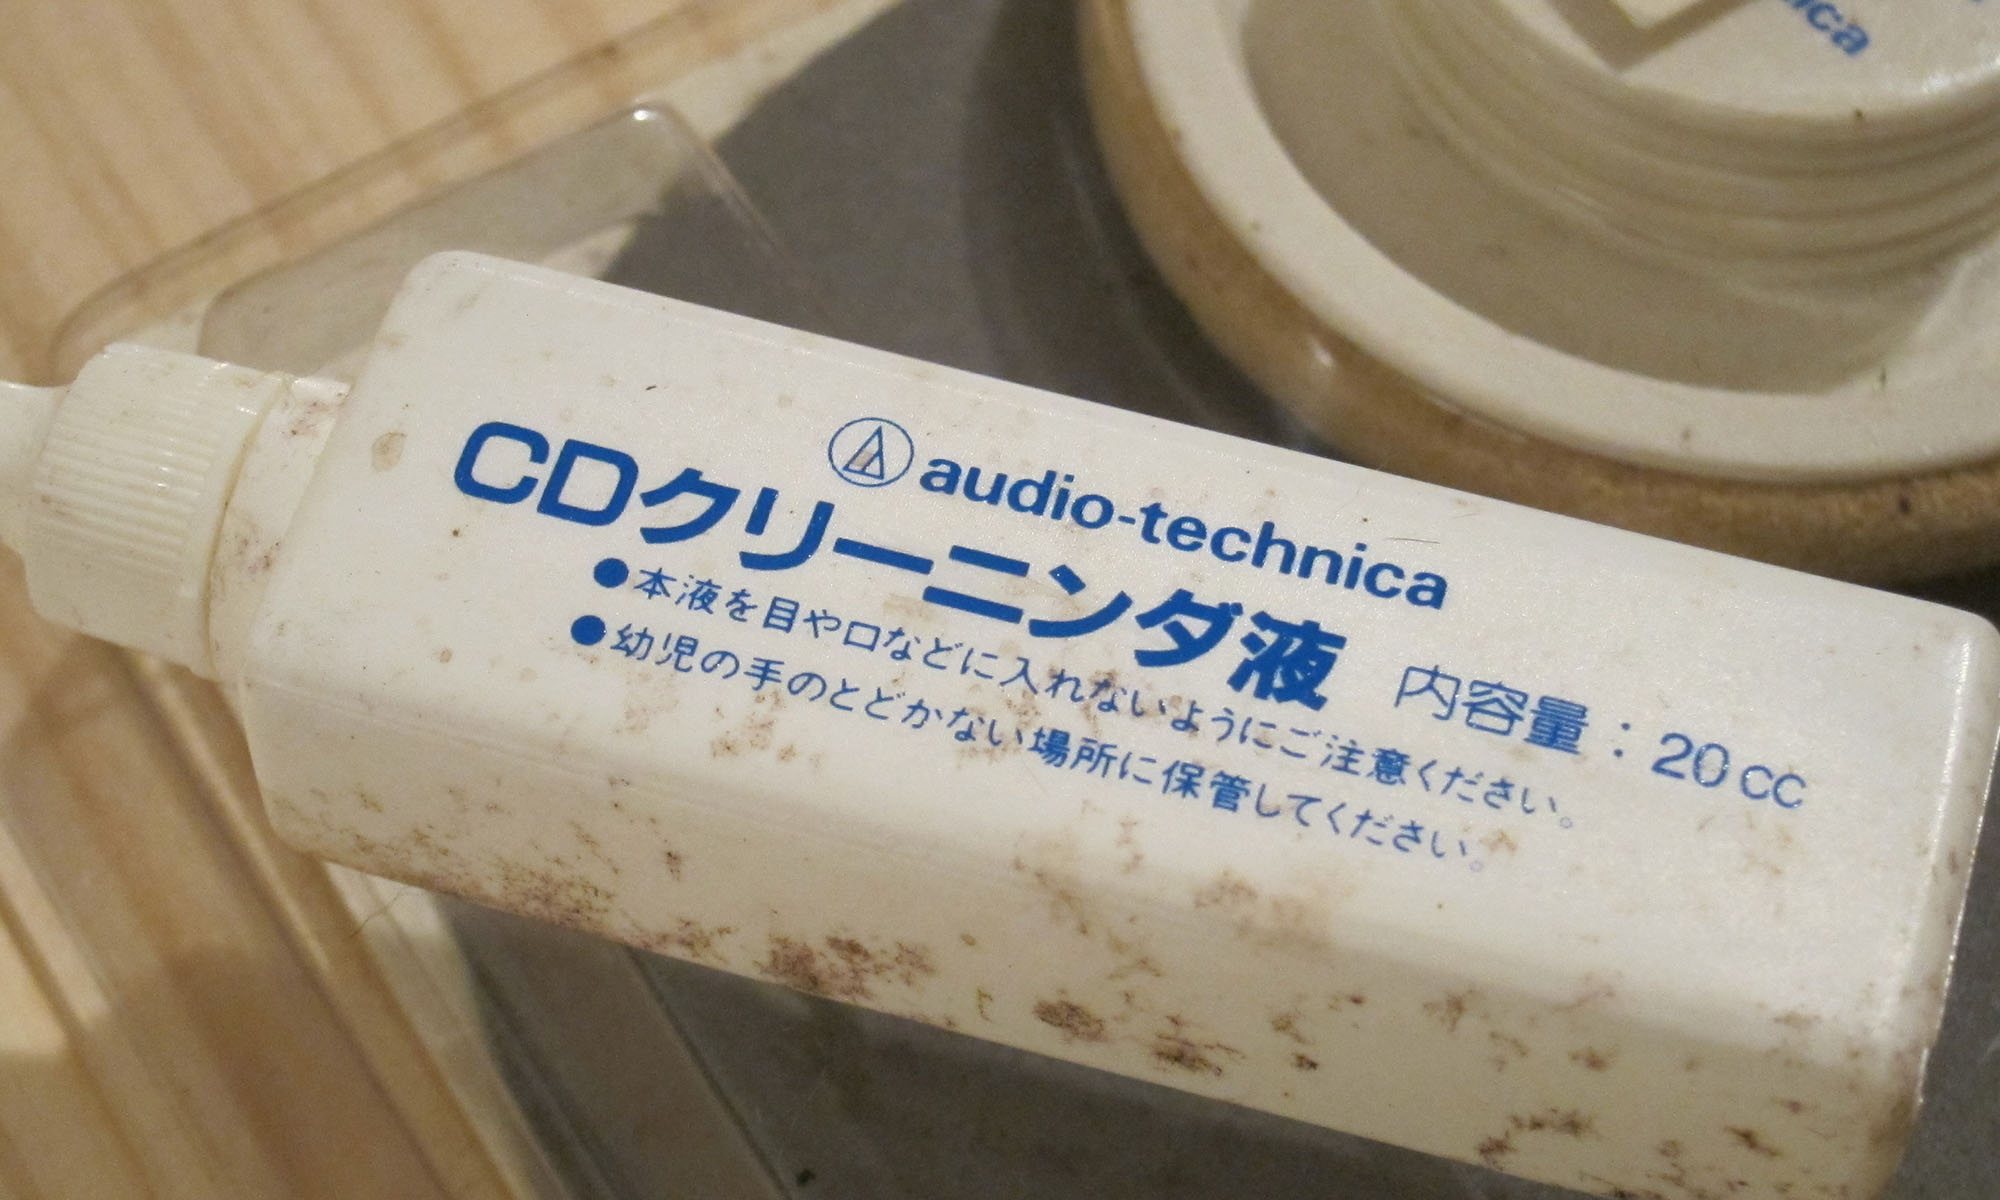 audio-technica
CDクリーニング液 内容量：20cc
●本液を目や口などに入れないようにご注意ください。
●幼児の手のとどかない場所に保管してください。